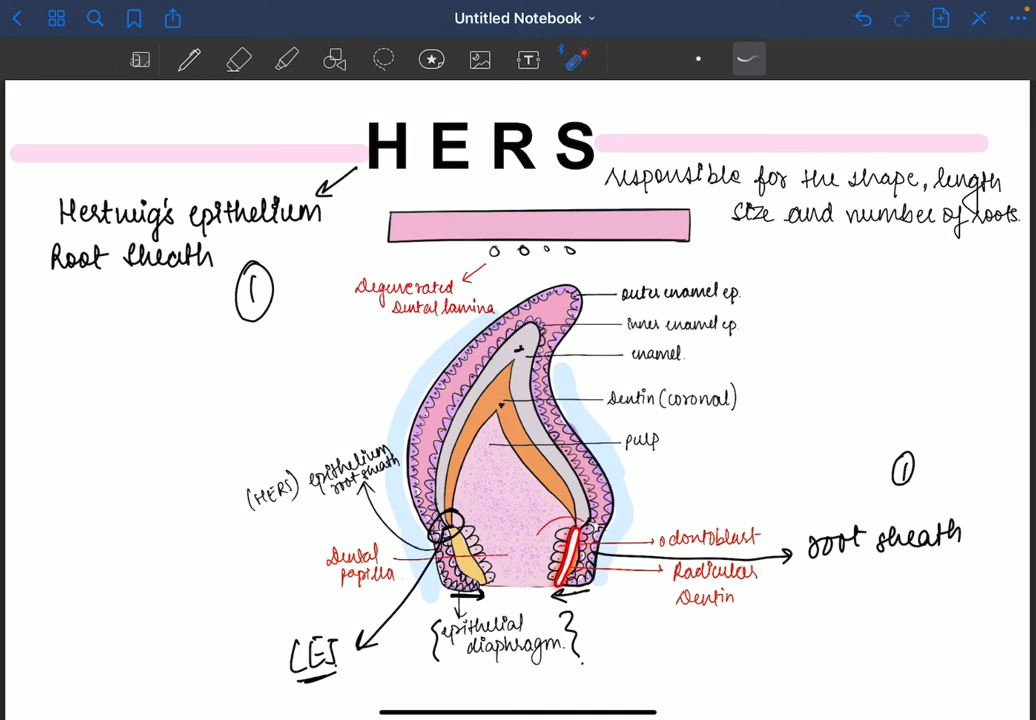 Untitled Notebook
HERS
responsible for the shape, length
size and number of roots.
Hertwig's epithelium
Root Sheath
1
Degenerated
Dental lamina
outer enamel ep.
inner enamel ep.
enamel.
Dentin (coronal)
pulp
(HERS) epithelium
root sheath
1
root sheath
odontoblast
Dental
papilla.
Radicular
Dentin
{epithelial
diaphragm.}
CEJ